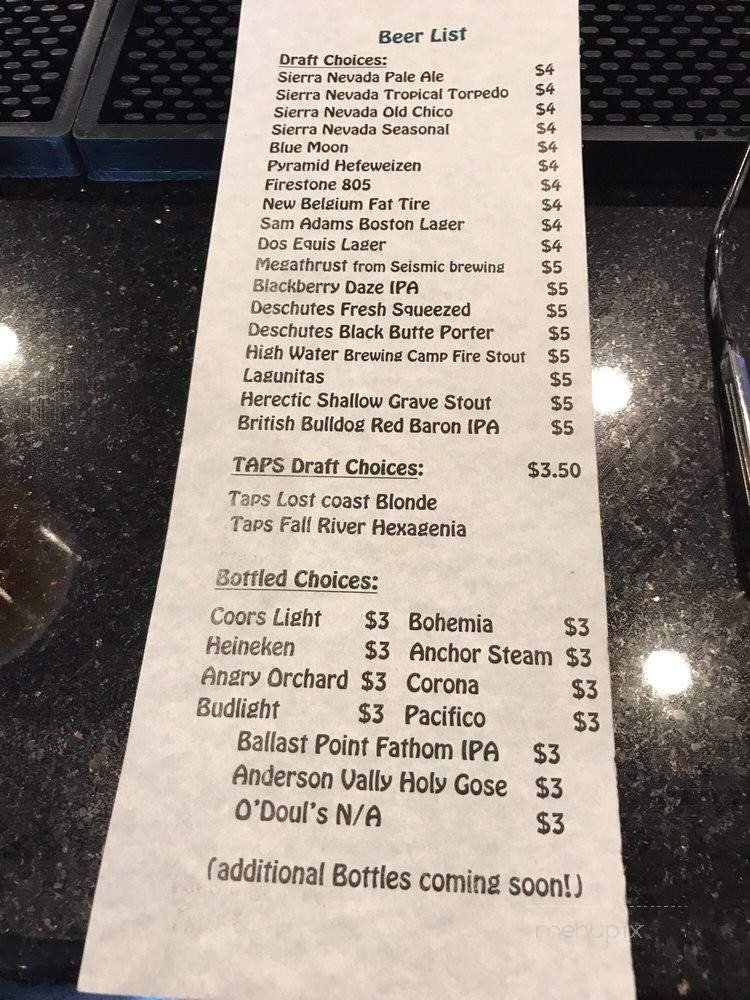 Beer List
Draft Choices:
Sierra Nevada Pale Ale $4
Sierra Nevada Tropical Torpedo $4
Sierra Nevada Old Chico $4
Sierra Nevada Seasonal $4
Blue Moon $4
Pyramid Hefeweizen $4
Firestone 805 $4
New Belgium Fat Tire $4
Sam Adams Boston Lager $4
Dos Equis Lager $4
Megathrust from Seismic brewing $5
Blackberry Daze IPA $5
Deschutes Fresh Squeezed $5
Deschutes Black Butte Porter $5
High Water Brewing Camp Fire Stout $5
Lagunitas $5
Herectic Shallow Grave Stout $5
British Bulldog Red Baron IPA $5
TAPS Draft Choices: $3.50
Taps Lost coast Blonde
Taps Fall River Hexagenia
Bottled Choices:
Coors Light $3 Bohemia $3
Heineken $3 Anchor Steam $3
Angry Orchard $3 Corona $3
Budlight $3 Pacifico $3
Ballast Point Fathom IPA $3
Anderson Vally Holy Gose $3
O'Doul's N/A $3
(additional Bottles coming soon!)
menupix